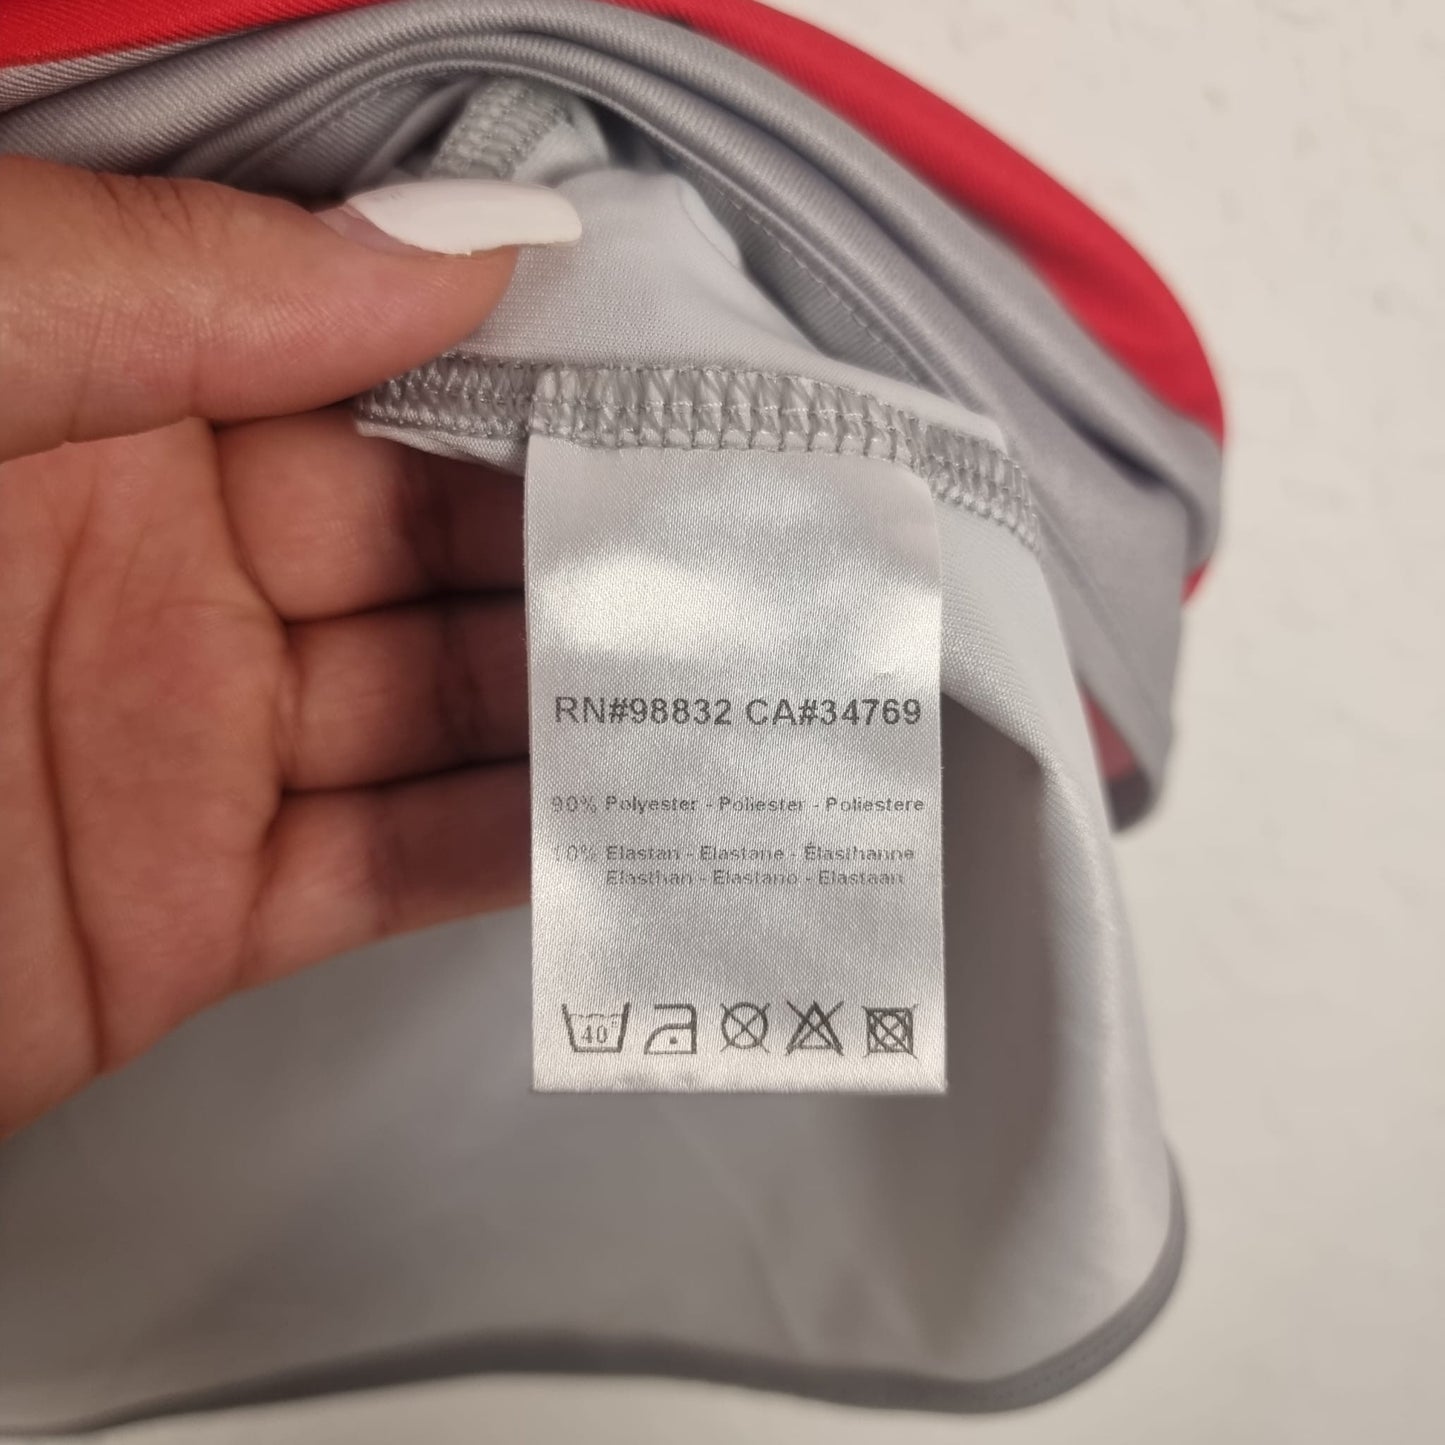 RN#98832 CA#34769
90% Polyester - Poliester - Poliestere
10% Elastan - Elastane - Élasthanne
Elasthan - Elastano - Elastaan
40°